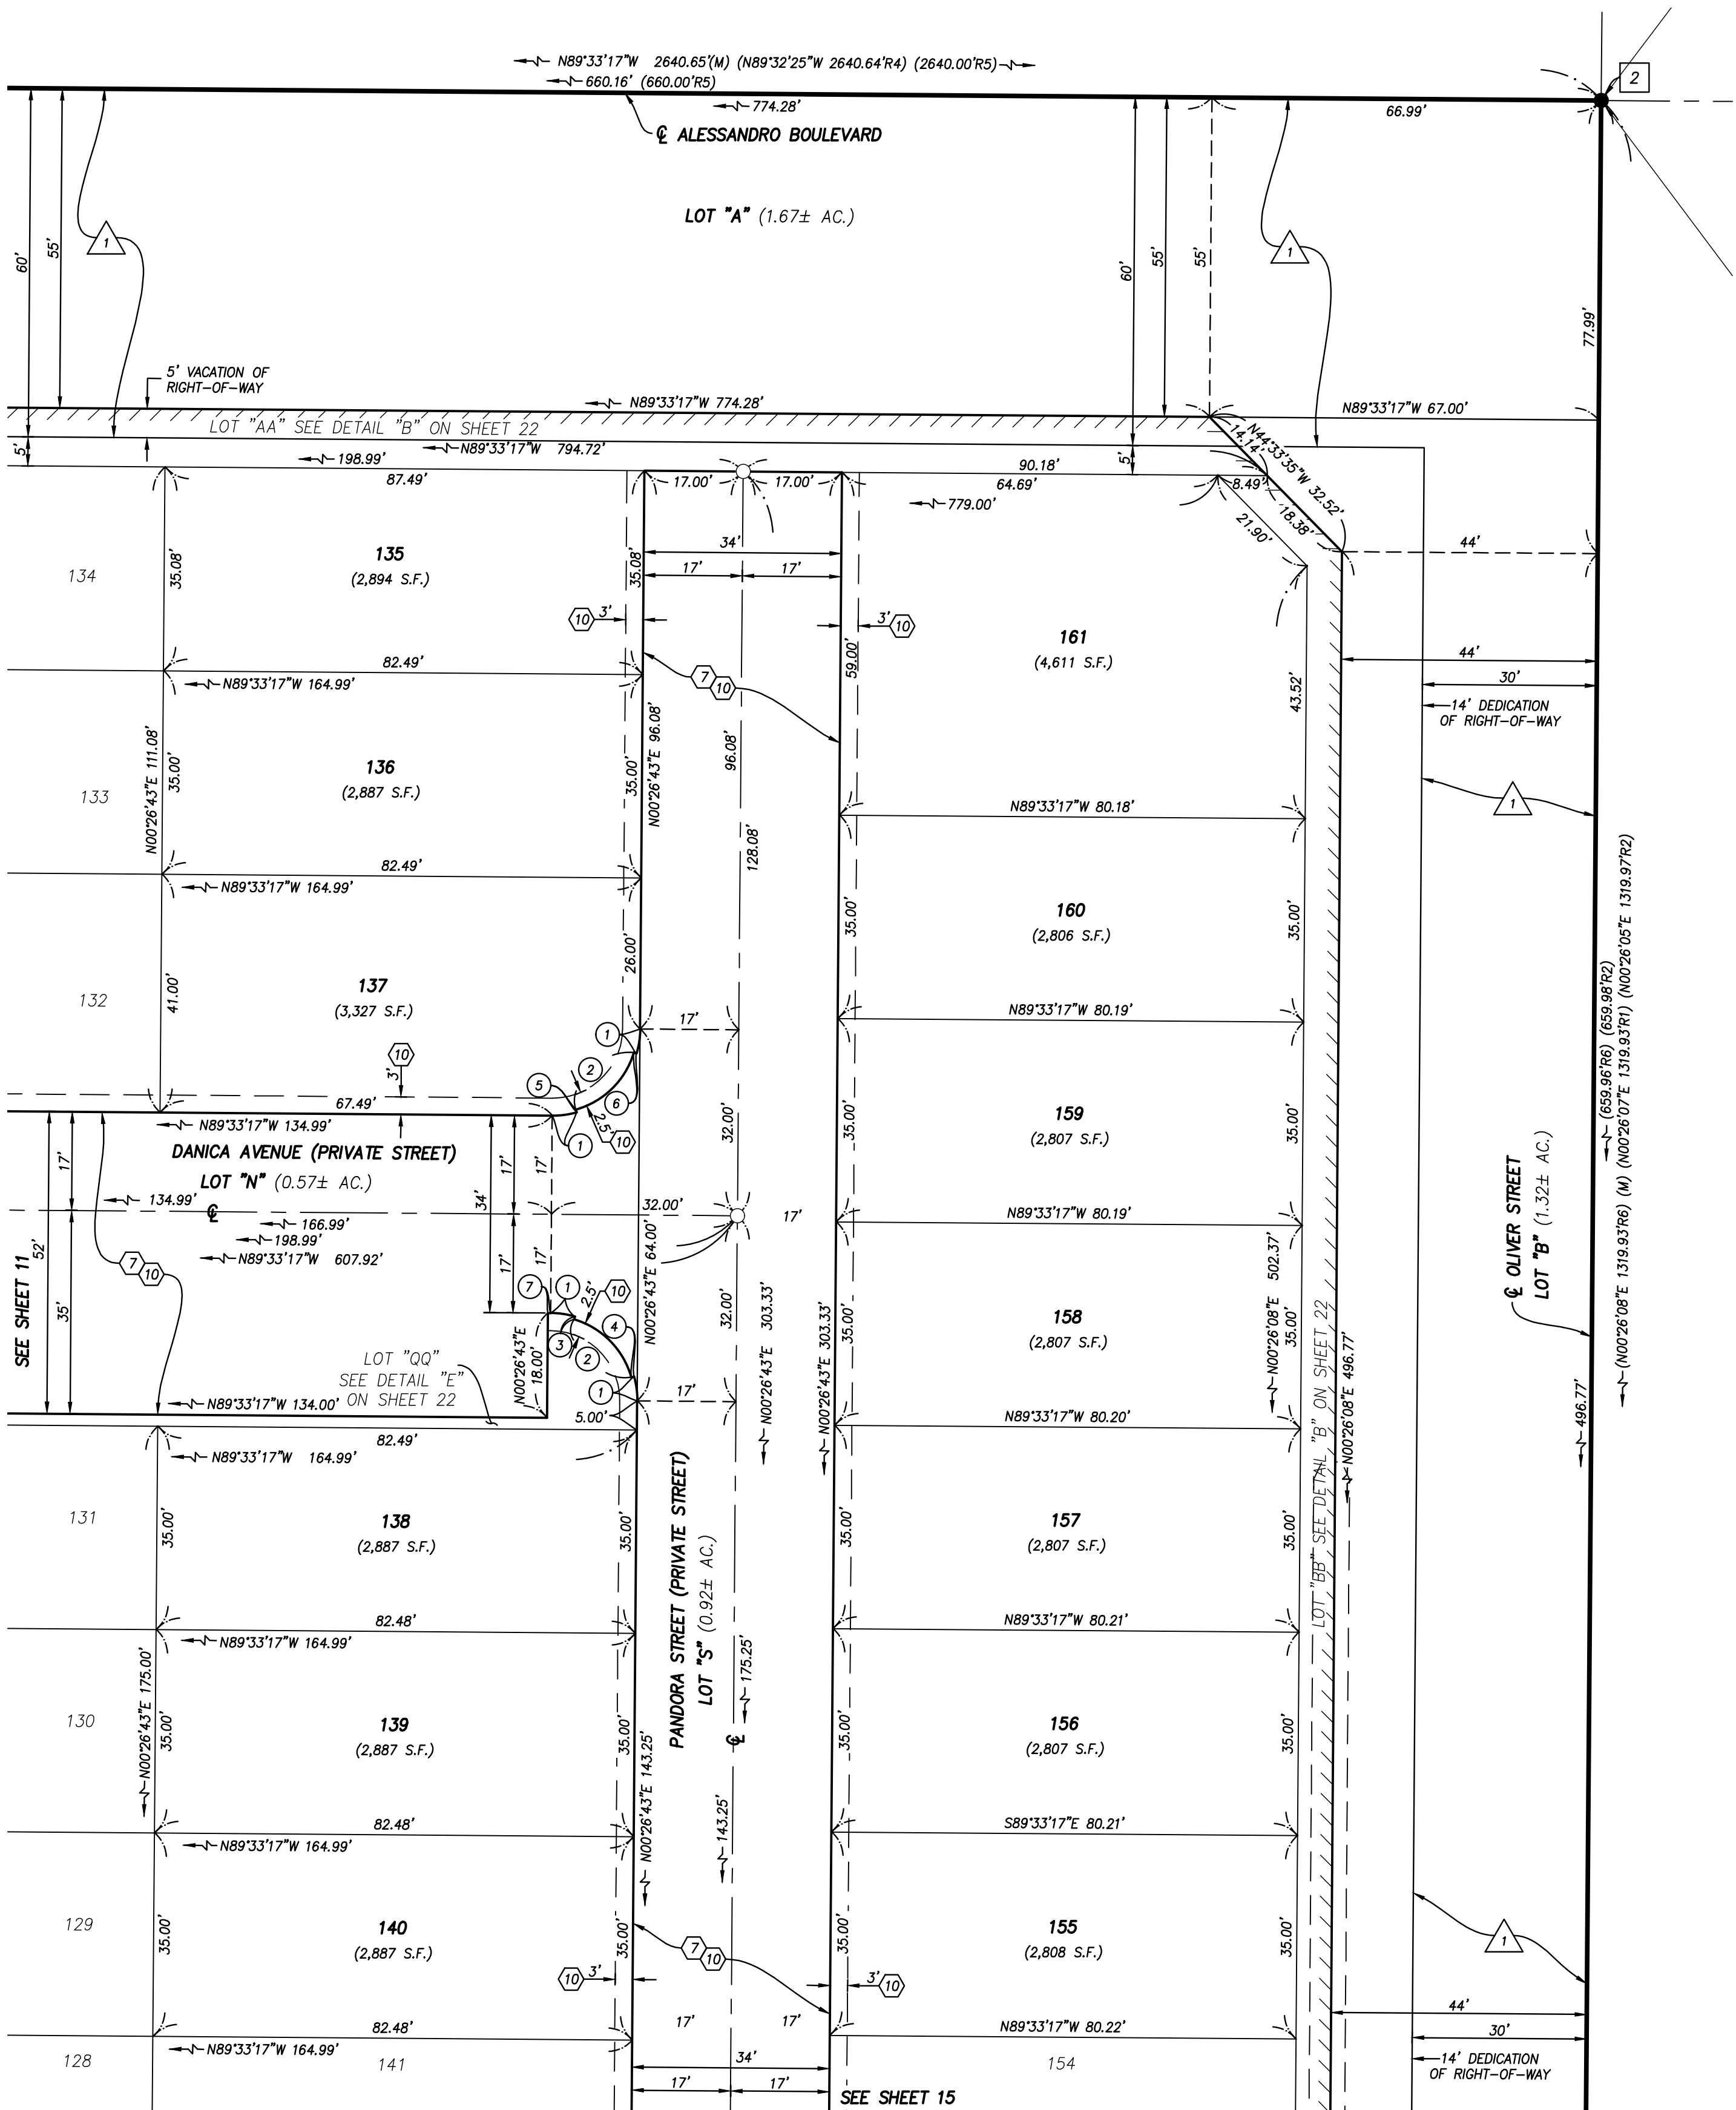 N89°33'17"W 2640.65'(M) (N89°32'25"W 2640.64'R4) (2640.00'R5)
660.16' (660.00'R5)
774.28'
66.99'
2
℄ ALESSANDRO BOULEVARD
LOT "A" (1.67± AC.)
60'
55'
1
60'
55'
55'
1
77.99'
5' VACATION OF
RIGHT-OF-WAY
N89°33'17"W 774.28'
N89°33'17"W 67.00'
LOT "AA" SEE DETAIL "B" ON SHEET 22
5'
N89°33'17"W 794.72'
198.99'
87.49'
17.00'
17.00'
90.18'
64.69'
779.00'
5'
14.14'
N44°33'35"W 32.52'
8.49'
18.38'
21.90'
44'
134
135
(2,894 S.F.)
35.08'
35.08'
34'
17'
17'
10
3'
3'
10
59.00'
161
(4,611 S.F.)
43.52'
44'
30'
14' DEDICATION
OF RIGHT-OF-WAY
82.49'
N89°33'17"W 164.99'
7
10
133
N00°26'43"E 111.08'
35.00'
136
(2,887 S.F.)
35.00'
N00°26'43"E 96.08'
96.08'
128.08'
N89°33'17"W 80.18'
1
82.49'
N89°33'17"W 164.99'
132
41.00'
137
(3,327 S.F.)
26.00'
35.00'
160
(2,806 S.F.)
35.00'
N89°33'17"W 80.19'
10
3'
1
2
5
6
17'
67.49'
2.5'
10
1
N89°33'17"W 134.99'
DANICA AVENUE (PRIVATE STREET)
LOT "N" (0.57± AC.)
17'
134.99'
℄
166.99'
198.99'
N89°33'17"W 607.92'
34'
17'
17'
17'
17'
32.00'
32.00'
17'
35.00'
159
(2,807 S.F.)
35.00'
N89°33'17"W 80.19'
SEE SHEET 11
52'
35'
7
10
7
1
2.5'
10
3
2
4
1
N00°26'43"E
18.00'
N00°26'43"E 64.00'
32.00'
N00°26'43"E 303.33'
N00°26'43"E 303.33'
35.00'
158
(2,807 S.F.)
N00°26'08"E 502.37'
35.00'
LOT "QQ"
SEE DETAIL "E"
ON SHEET 22
N89°33'17"W 134.00'
5.00'
17'
N89°33'17"W 80.20'
LOT "BB" SEE DETAIL "B" ON SHEET 22
N00°26'08"E 496.77'
℄ OLIVER STREET
LOT "B" (1.32± AC.)
496.77'
(659.96'R6) (659.98'R2)
(N00°26'08"E 1319.93'R6) (M) (N00°26'07"E 1319.93'R1) (N00°26'05"E 1319.97'R2)
82.49'
N89°33'17"W 164.99'
131
35.00'
138
(2,887 S.F.)
35.00'
PANDORA STREET (PRIVATE STREET)
LOT "S" (0.92± AC.)
35.00'
157
(2,807 S.F.)
35.00'
82.48'
N89°33'17"W 164.99'
N89°33'17"W 80.21'
130
N00°26'43"E 175.00'
35.00'
139
(2,887 S.F.)
35.00'
N00°26'43"E 143.25'
175.25'
℄
143.25'
35.00'
156
(2,807 S.F.)
35.00'
82.48'
N89°33'17"W 164.99'
S89°33'17"E 80.21'
129
35.00'
140
(2,887 S.F.)
35.00'
7
10
35.00'
155
(2,808 S.F.)
35.00'
1
10
3'
3'
10
17'
17'
44'
30'
82.48'
N89°33'17"W 164.99'
N89°33'17"W 80.22'
128
141
34'
17'
17'
154
14' DEDICATION
OF RIGHT-OF-WAY
SEE SHEET 15